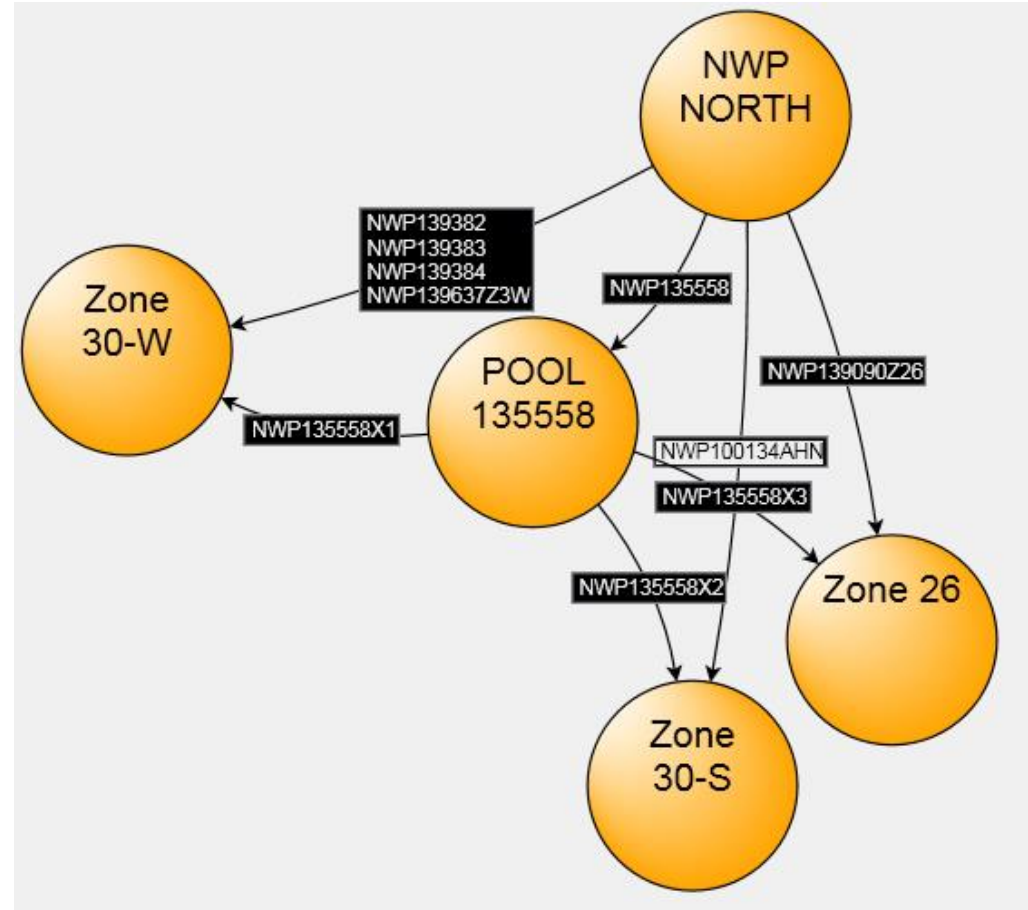 NWP
NORTH
NWP139382
NWP139383
NWP139384
NWP139637Z3W
NWP135558
Zone
30-W
POOL
135558
NWP139090Z26
NWP135558X1
NWP100134AHN
NWP135558X3
NWP135558X2
Zone 26
Zone
30-S